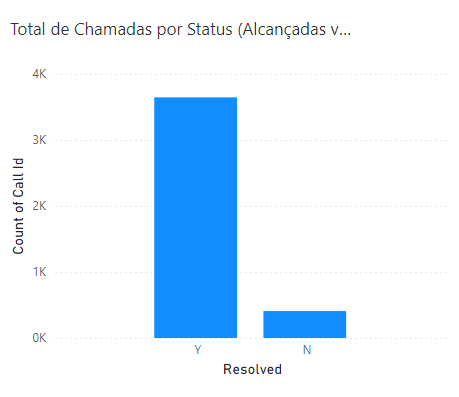 Total de Chamadas por Status (Alcançadas v...
4K
3K
2K
1K
0K
Count of Call Id
Y
N
Resolved